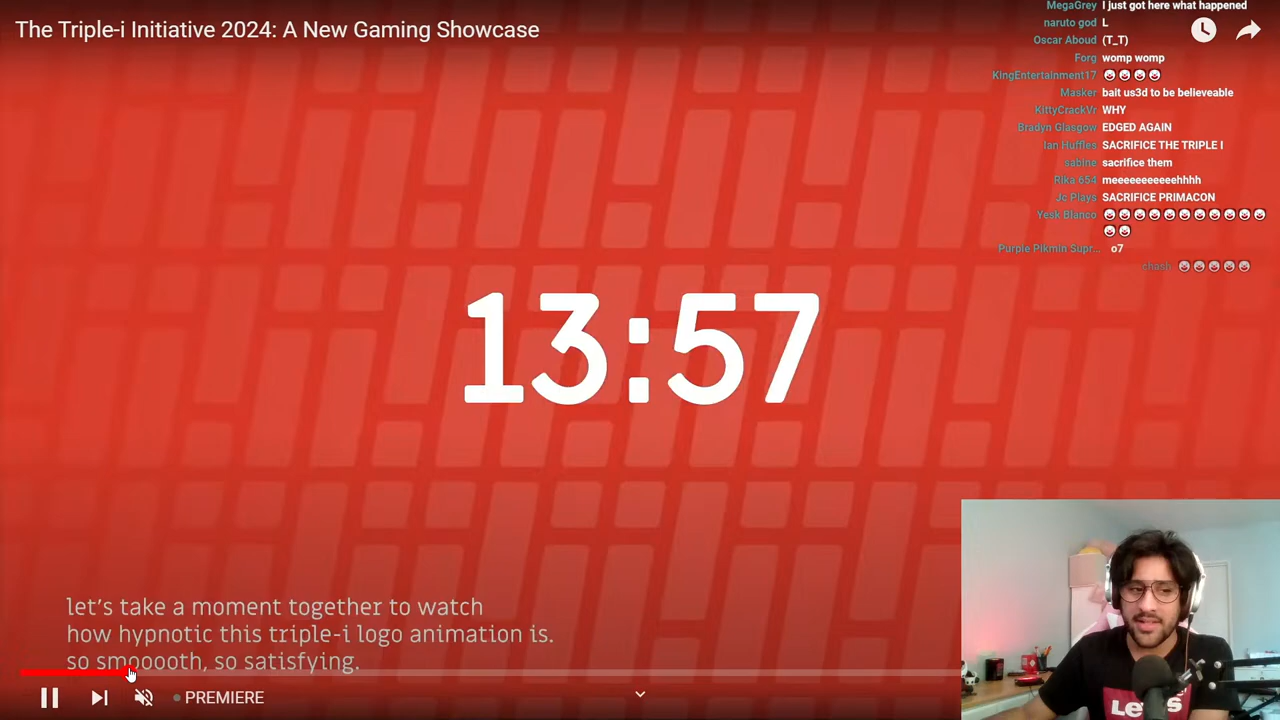 The Triple-i Initiative 2024: A New Gaming Showcase
MegaGrey I just got here what happened
naruto god L
Oscar Aboud (T_T)
Forg womp womp
KingEntertainment17
Masker bait us3d to be believeable
KittyCrackVr WHY
Bradyn Glasgow EDGED AGAIN
Ian Huffles SACRIFICE THE TRIPLE I
sabine sacrifice them
Rika 654 meeeeeeeeeehhhh
Jc Plays SACRIFICE PRIMACON
Yesk Blanco
Purple Pikmin Supr... o7
chash
13:57
let's take a moment together to watch
how hypnotic this triple-i logo animation is.
so smooooth, so satisfying.
PREMIERE